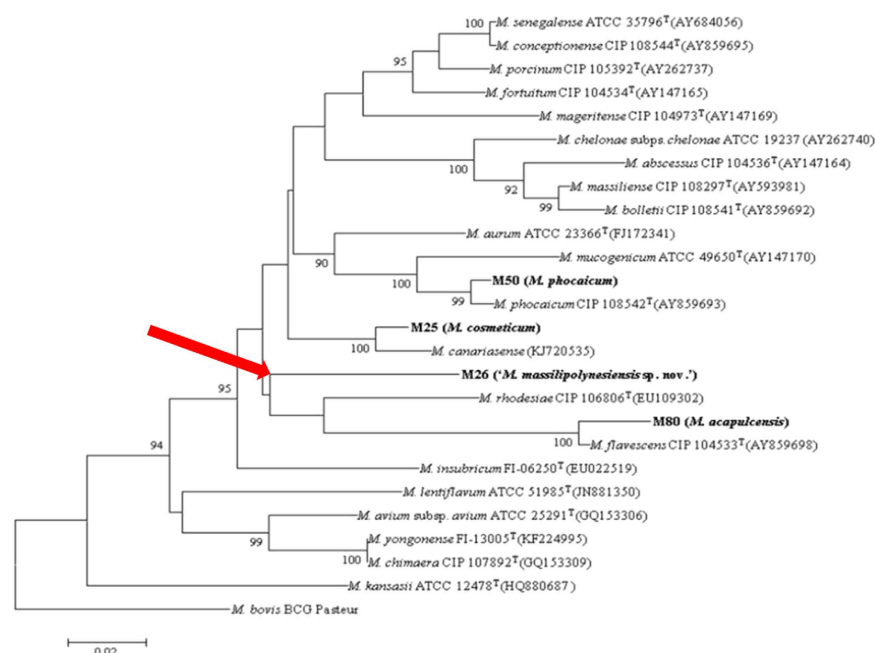 100
M. senegalense ATCC 35796T(AY684056)
M. conceptionense CIP 108544T(AY859695)
M. porcinum CIP 105392T(AY262737)
95
M. fortuitum CIP 104534T(AY147165)
M. mageritense CIP 104973T(AY147169)
M. chelonae subps. chelonae ATCC 19237 (AY262740)
100
M. abscessus CIP 104536T(AY147164)
92
M. massiliense CIP 108297T(AY593981)
99
M. bolletii CIP 108541T(AY859692)
M. aurum ATCC 23366T(FJ172341)
90
M. mucogenicum ATCC 49650T(AY147170)
100
M50 (M. phocaicum)
99
M. phocaicum CIP 108542T(AY859693)
M25 (M. cosmeticum)
100
M. canariasense (KJ720535)
M26 ('M. massilipolynesiensis sp. nov.')
95
M. rhodesiae CIP 106806T(EU109302)
M80 (M. acapulcensis)
100
M. flavescens CIP 104533T(AY859698)
94
M. insubricum FI-06250T(EU022519)
M. lentiflavum ATCC 51985T(JN881350)
M. avium subsp. avium ATCC 25291T(GQ153306)
99
M. yongonense FI-13005T(KF224995)
100
M. chimaera CIP 107892T(GQ153309)
M. kansasii ATCC 12478T(HQ880687)
M. bovis BCG Pasteur
0.02